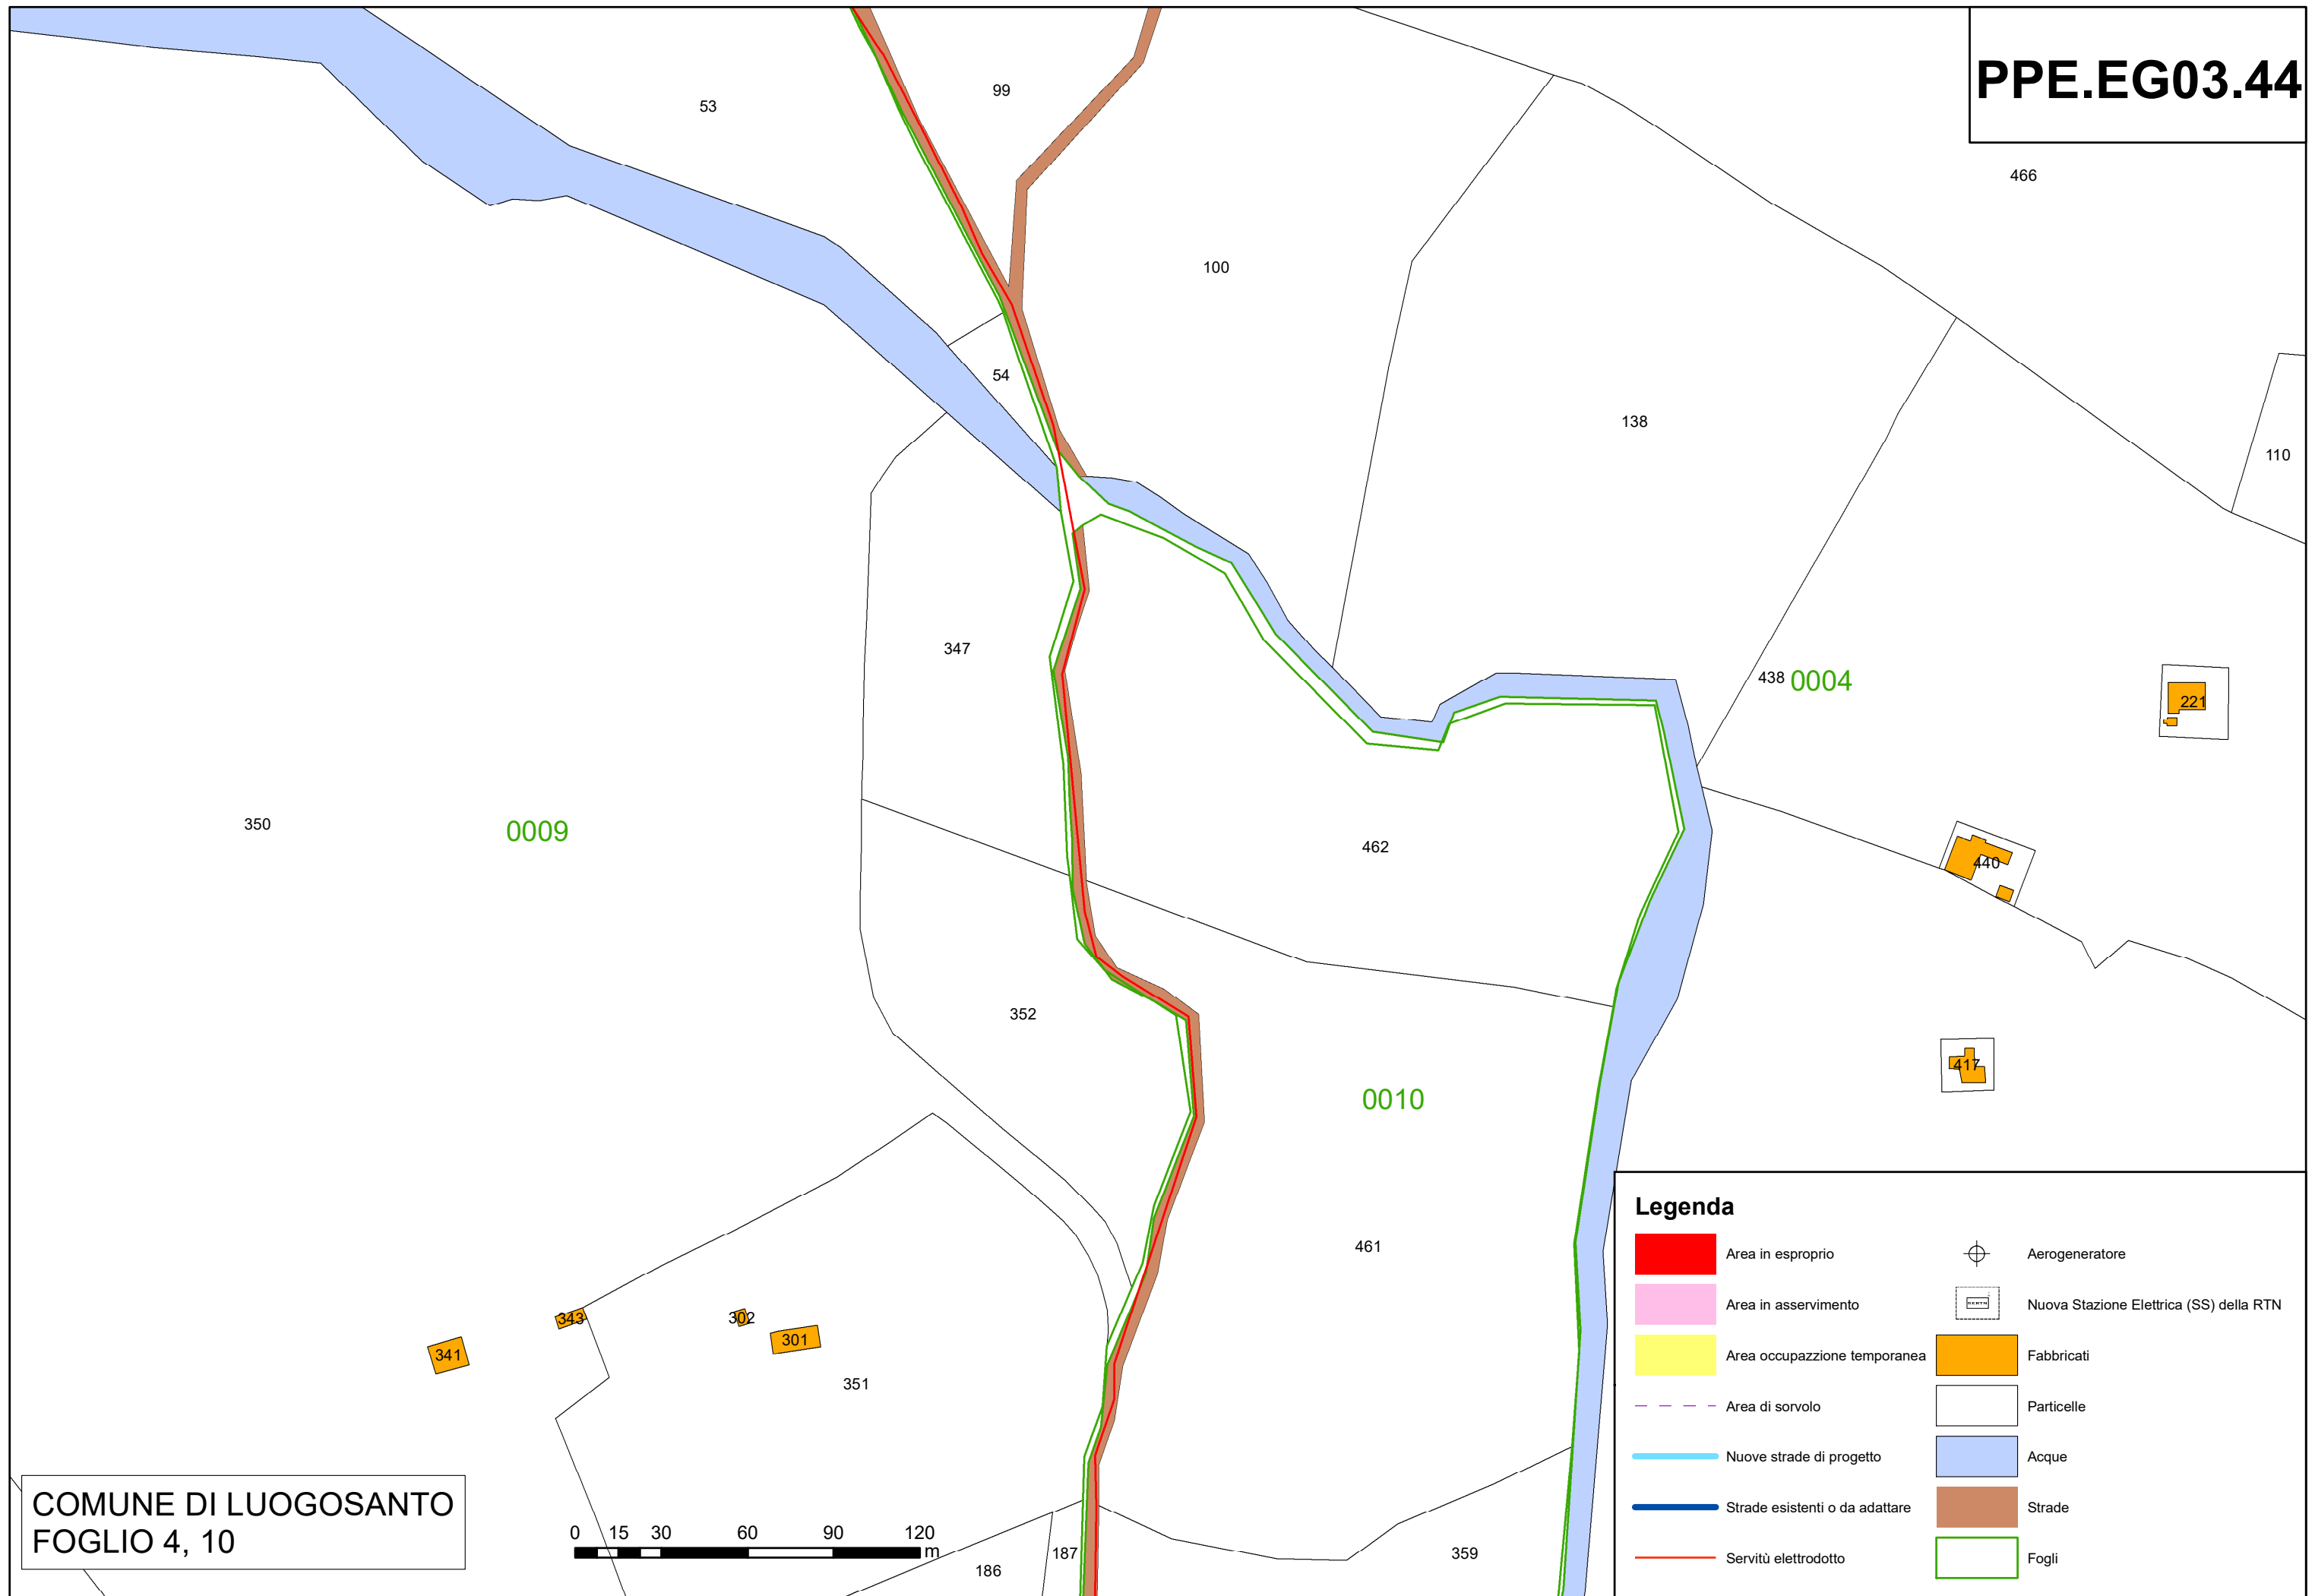 PPE.EG03.44
53
99
466
100
54
138
110
347
438 0004
221
350
0009
462
440
352
417
0010
461
343
302
301
341
351
186
187
359
COMUNE DI LUOGOSANTO
FOGLIO 4, 10
0 15 30 60 90 120
m
Legenda
Area in esproprio
Area in asservimento
Area occupazzione temporanea
Area di sorvolo
Nuove strade di progetto
Strade esistenti o da adattare
Servitù elettrodotto
Aerogeneratore
Nuova Stazione Elettrica (SS) della RTN
Fabbricati
Particelle
Acque
Strade
Fogli